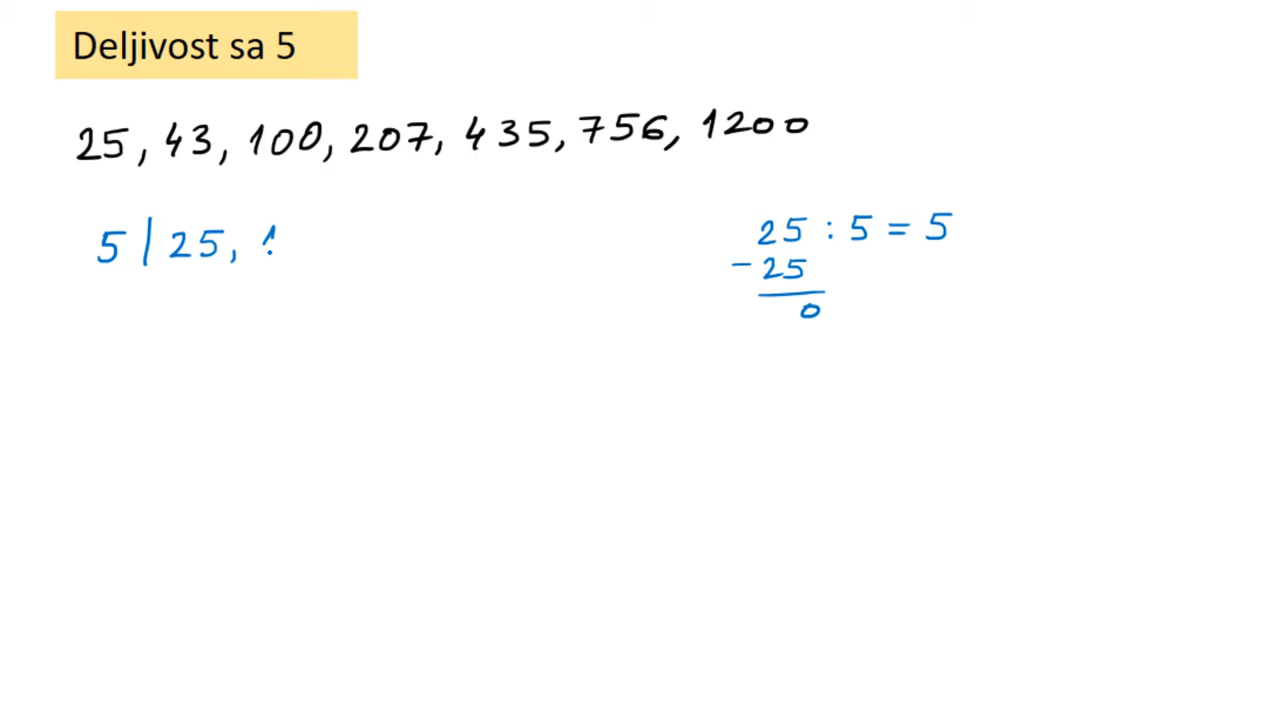 Deljivost sa 5
25, 43, 100, 207, 435, 756, 1200
5 | 25,
25 : 5 = 5
- 25
0